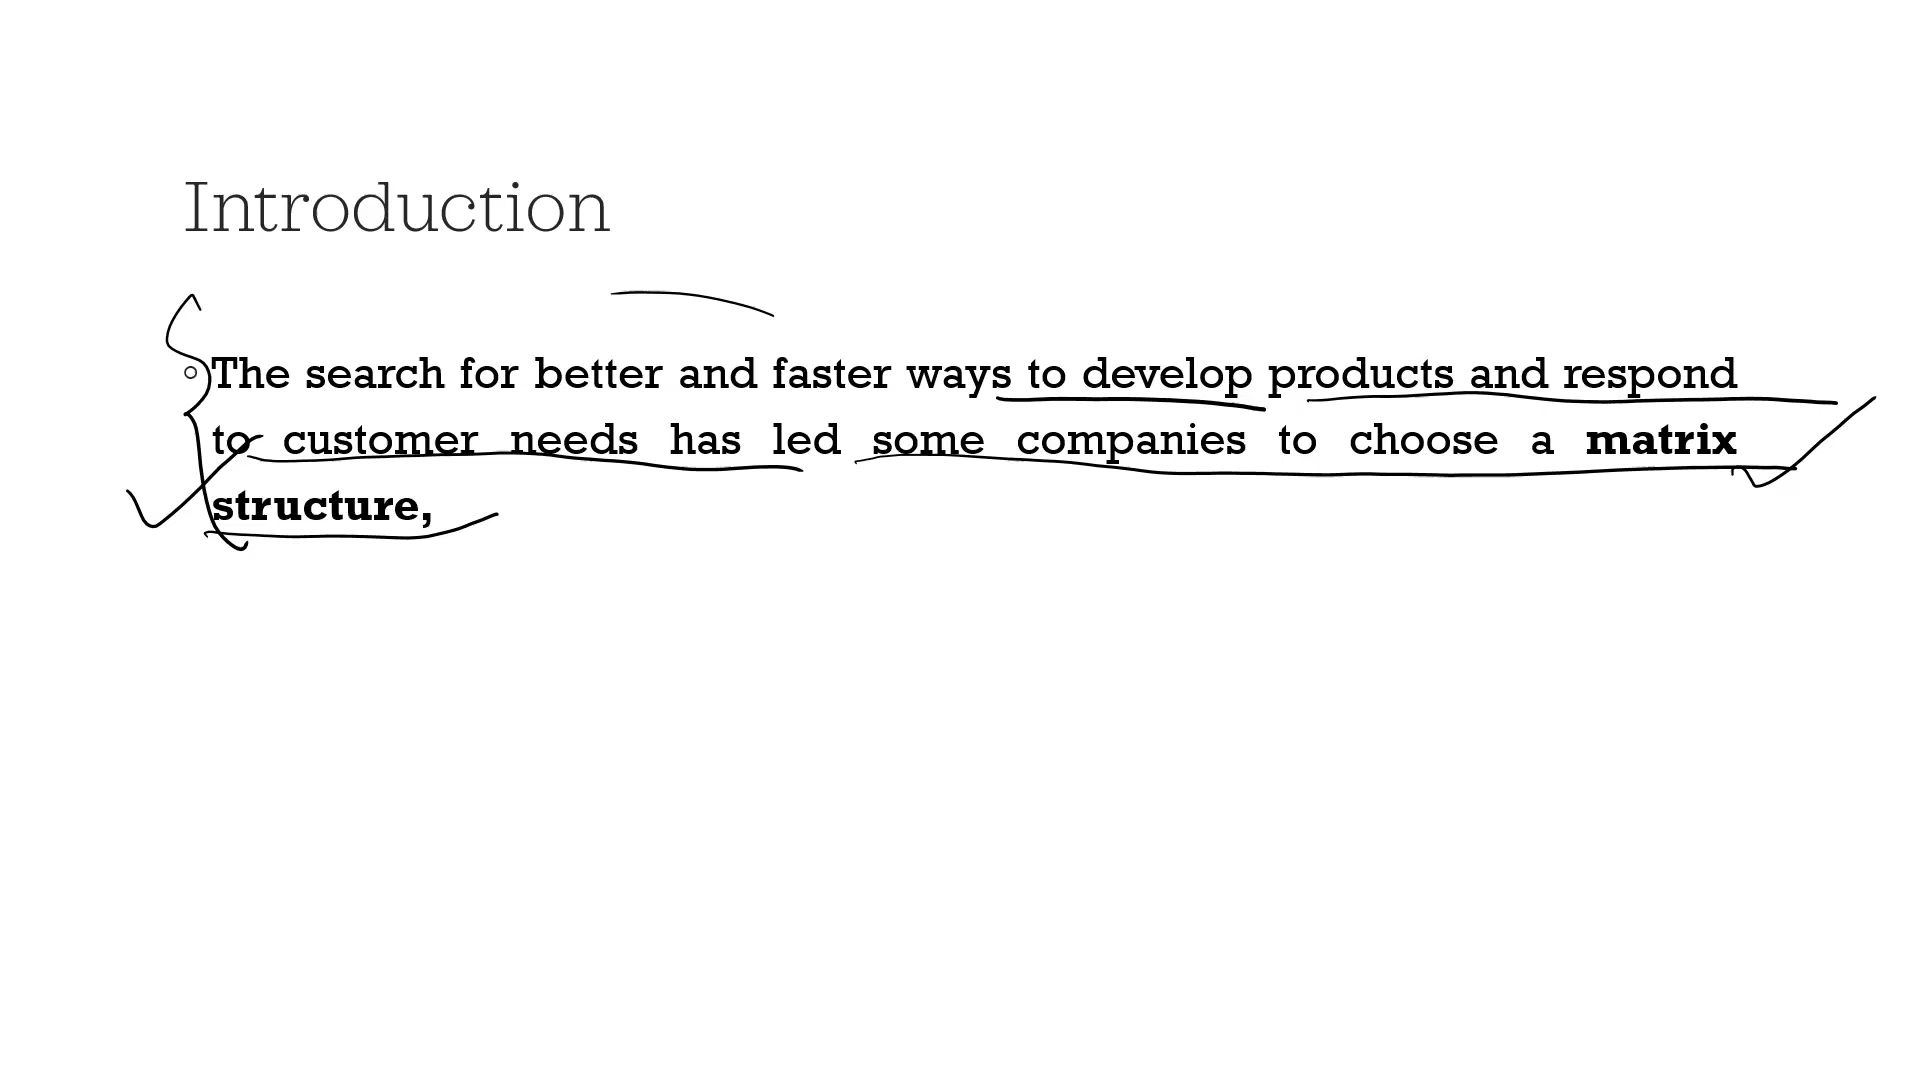 Introduction
The search for better and faster ways to develop products and respond
to customer needs has led some companies to choose a matrix
structure,